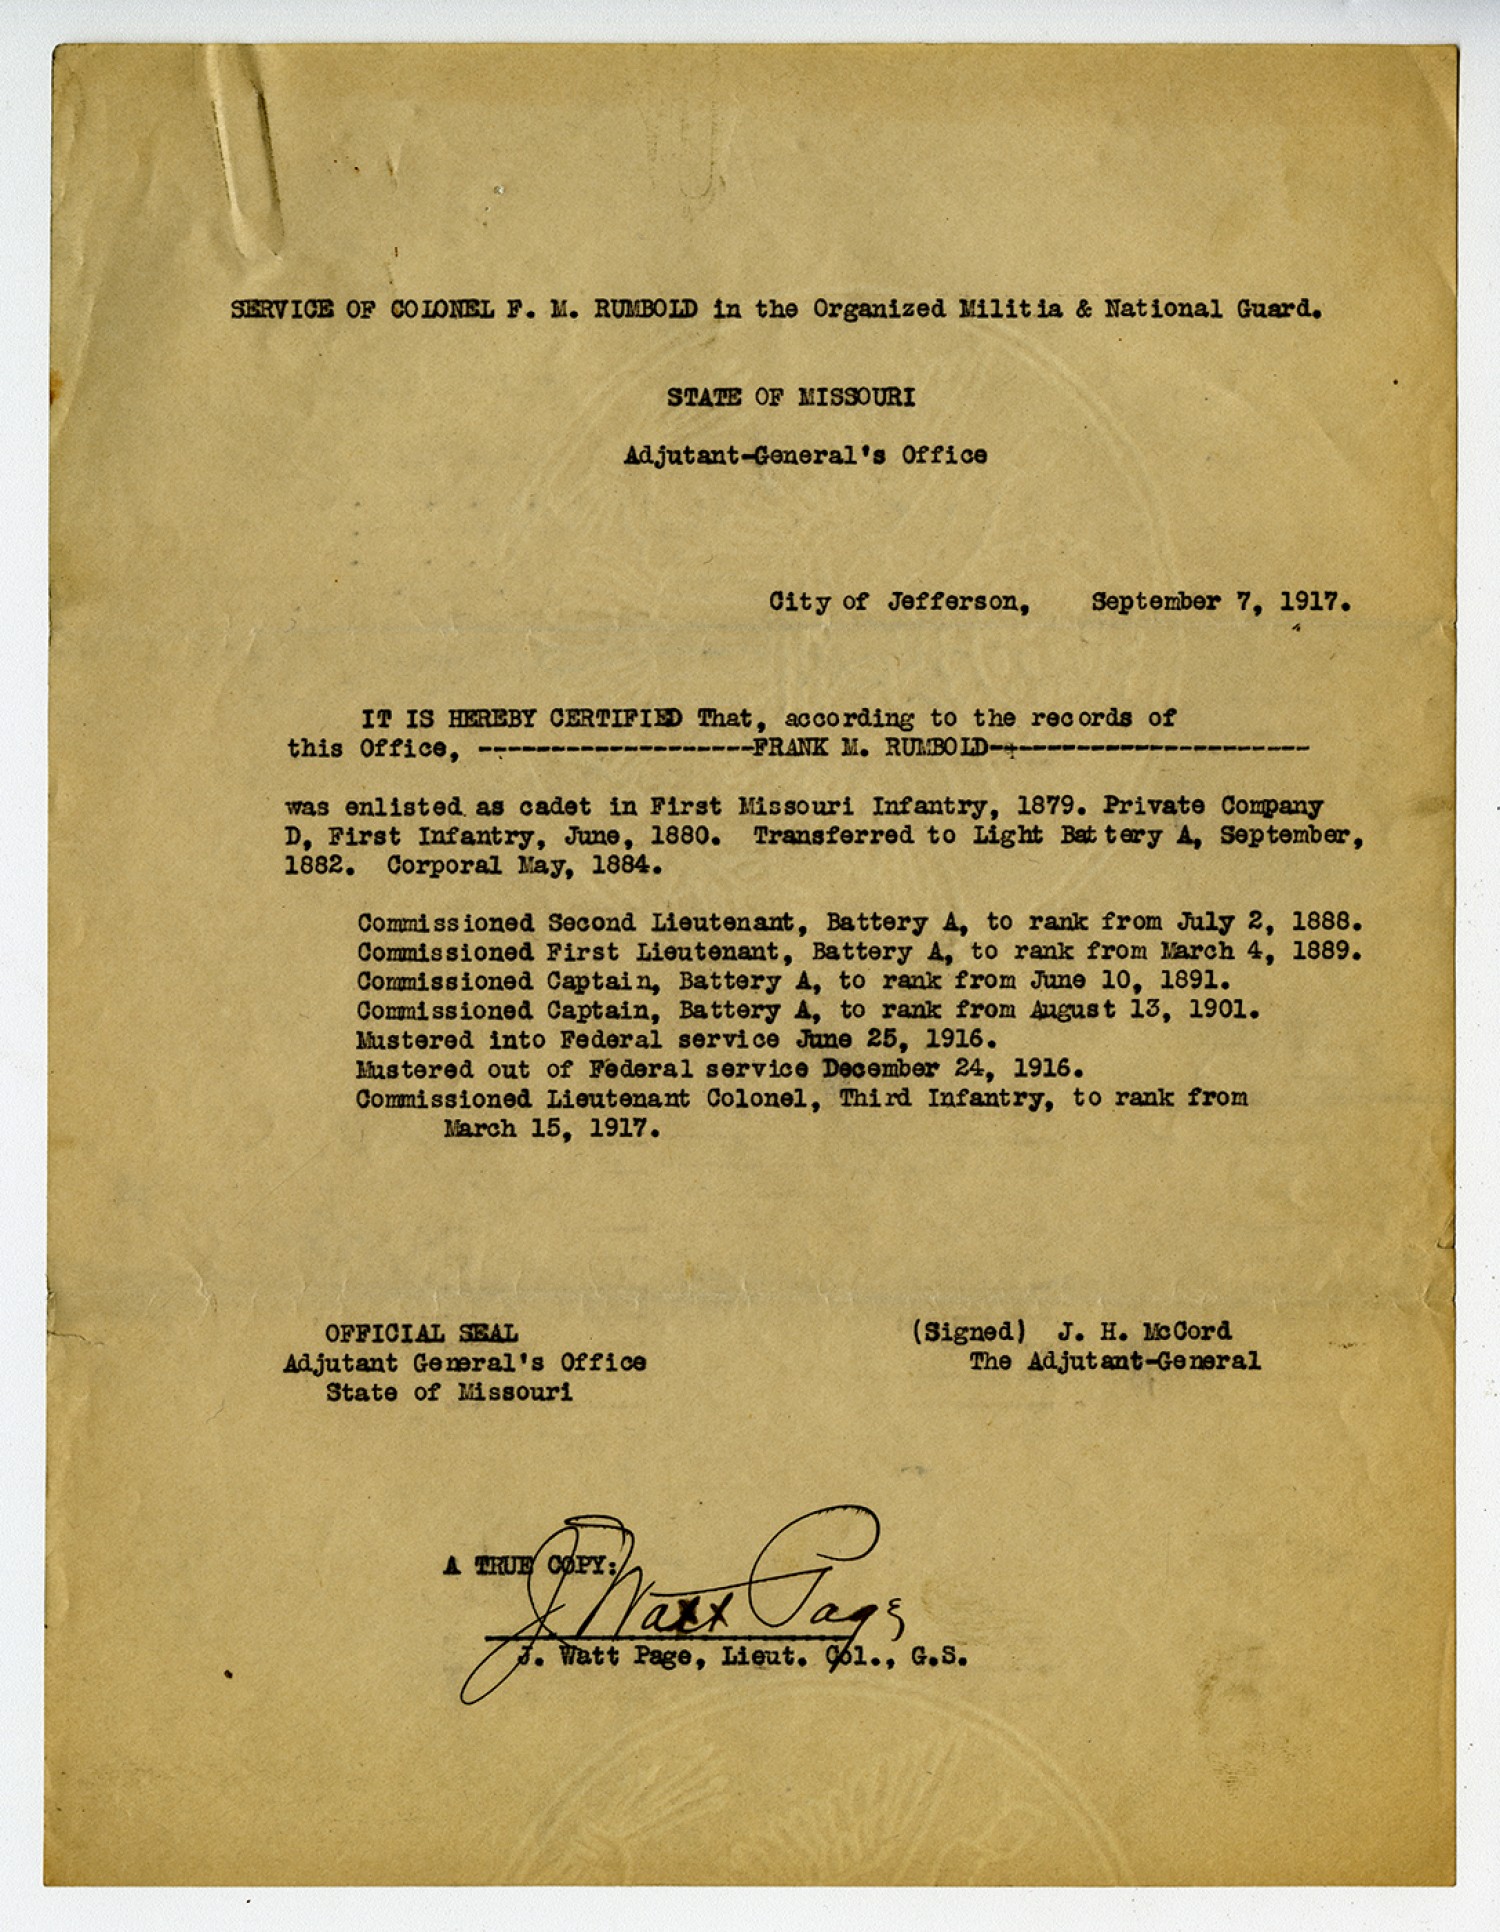 SERVICE OF COLONEL F. M. RUMBOLD in the Organized Militia & National Guard.
STATE OF MISSOURI
Adjutant-General's Office
City of Jefferson, September 7, 1917.
IT IS HEREBY CERTIFIED That, according to the records of
this Office, -------------------FRANK M. RUMBOLD----------------------
was enlisted as cadet in First Missouri Infantry, 1879. Private Company
D, First Infantry, June, 1880. Transferred to Light Battery A, September,
1882. Corporal May, 1884.
Commissioned Second Lieutenant, Battery A, to rank from July 2, 1888.
Commissioned First Lieutenant, Battery A, to rank from March 4, 1889.
Commissioned Captain, Battery A, to rank from June 10, 1891.
Commissioned Captain, Battery A, to rank from August 13, 1901.
Mustered into Federal service June 25, 1916.
Mustered out of Federal service December 24, 1916.
Commissioned Lieutenant Colonel, Third Infantry, to rank from
March 15, 1917.
OFFICIAL SEAL
Adjutant General's Office
State of Missouri
(Signed) J. H. McCord
The Adjutant-General
A TRUE COPY:
J Watt Page
J. Watt Page, Lieut. Col., G.S.